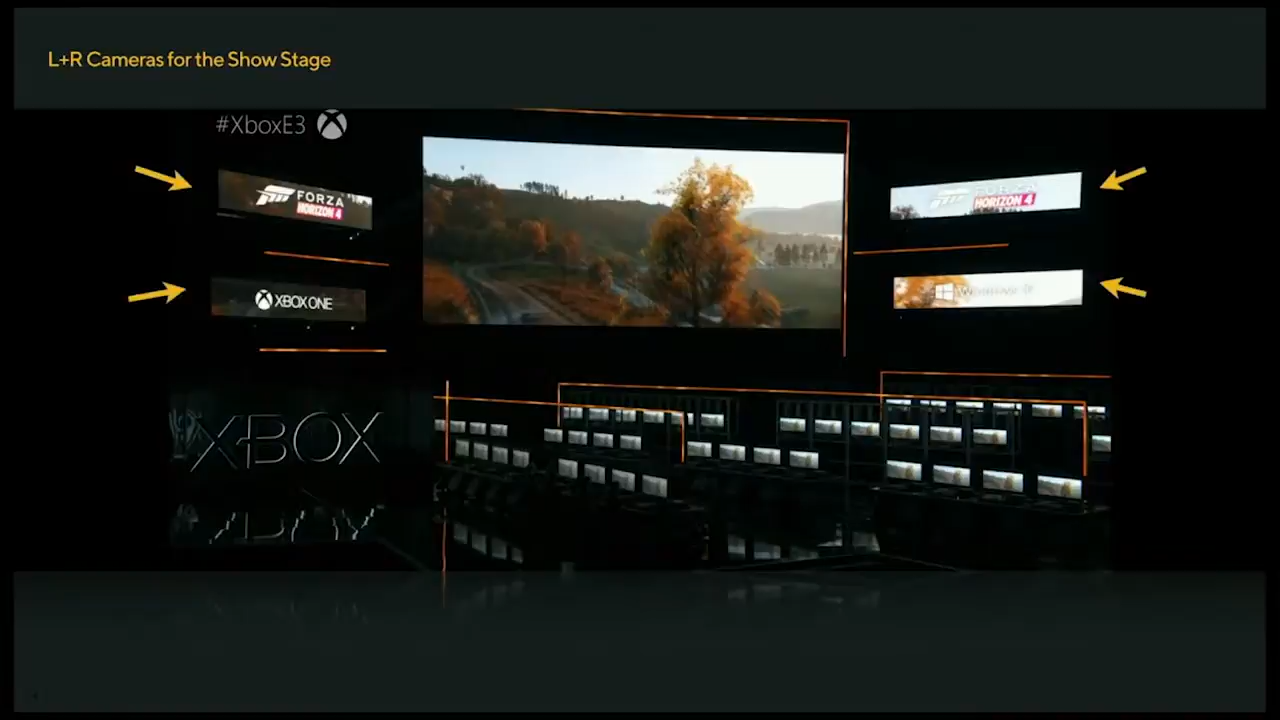 L+R Cameras for the Show Stage
#XboxE3
FORZA
HORIZON 4
FORZA
HORIZON 4
XBOX ONE
XBOX